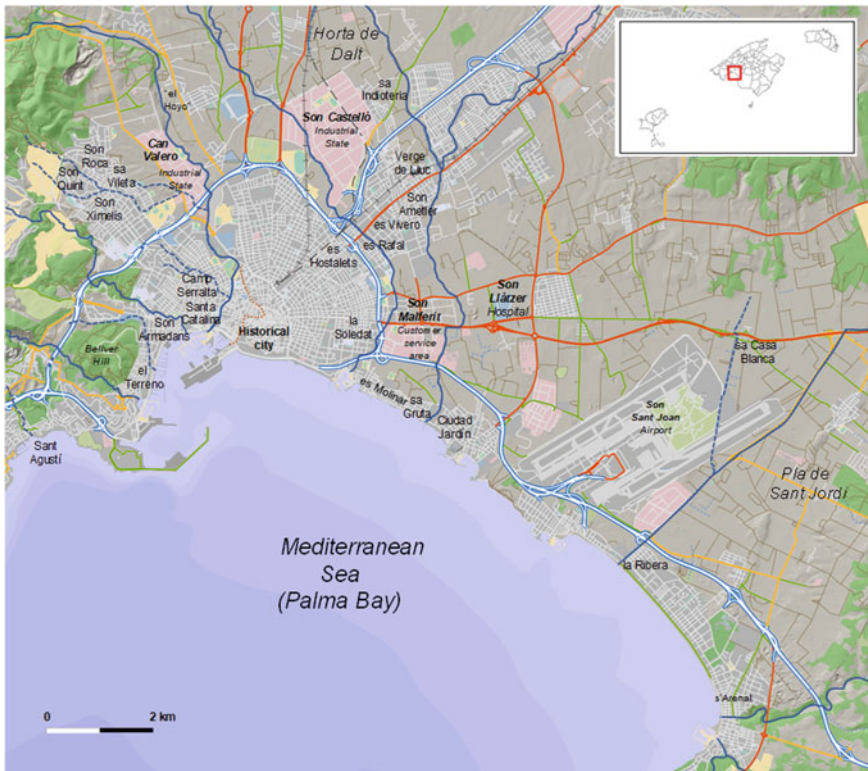 Horta de
Dalt
"el
Hoyo"
sa
Indioteria
Son Castelló
Industrial
State
Can
Valero
Industrial
State
Son
Roca
Son
Quint
sa
Vileta
Son
Ximelis
Verge
de Lluc
Son
Ametller
es Vivero
es Rafal
es
Hostalets
Camp
Serralta
Santa
Catalina
Son
Armadans
Historical
city
la
Soledat
Son
Malferit
Customer
service
area
Son
Llàtzer
Hospital
Bellver
Hill
el
Terreno
es Molinar
sa
Gruta
Ciudad
Jardín
sa Casa
Blanca
Son
Sant Joan
Airport
Sant
Agustí
Pla de
Sant Jordi
Mediterranean
Sea
(Palma Bay)
la Ribera
s'Arenal
0 2 km